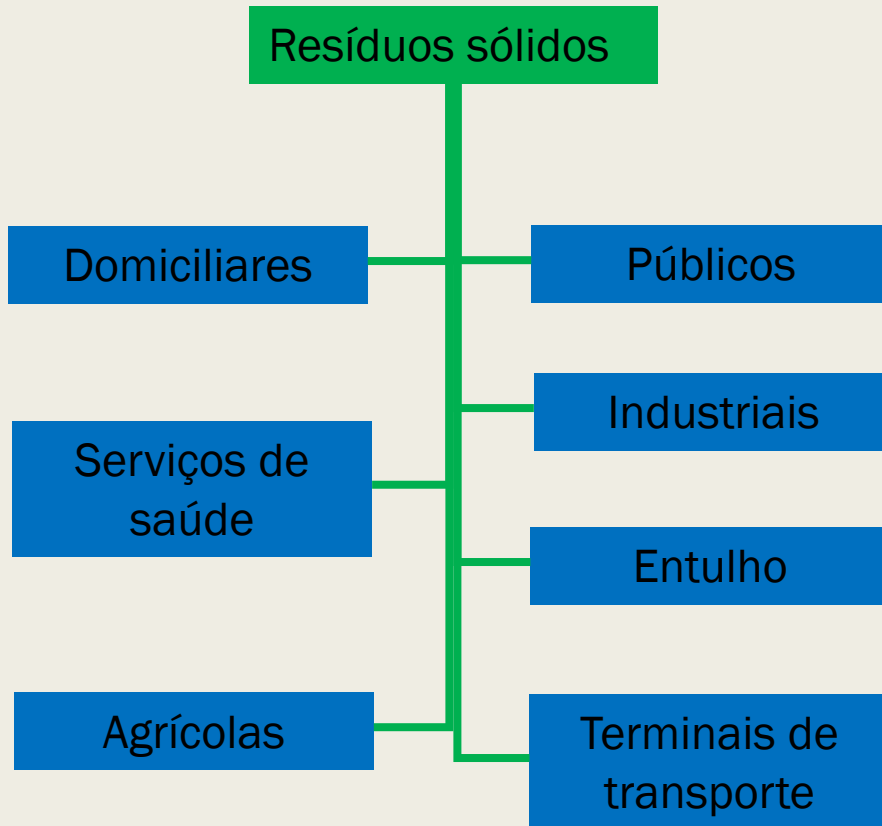 Resíduos sólidos
Domiciliares
Públicos
Industriais
Serviços de
saúde
Entulho
Agrícolas
Terminais de
transporte